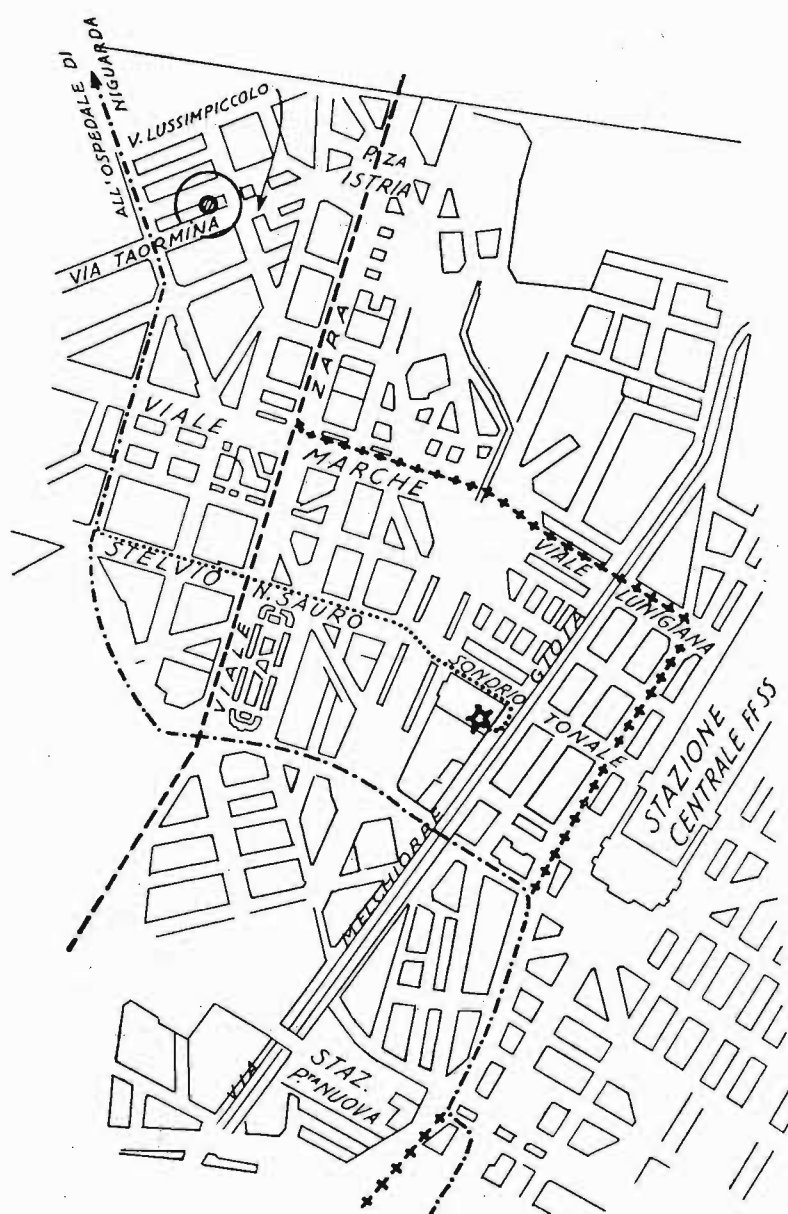 ALL'OSPEDALE DI
NIGUARDA
V. LUSSIMPICCOLO
P.ZA
ISTRIA
VIA TAORMINA
ZARA
VIALE
MARCHE
VIALE
LUNIGIANA
STELVIO
N. SAURO
VIALE
SONDRIO
GIOIA
TONALE
STAZIONE
CENTRALE FF SS
MELCHIORRE
VIA
STAZ.
P.TA NUOVA